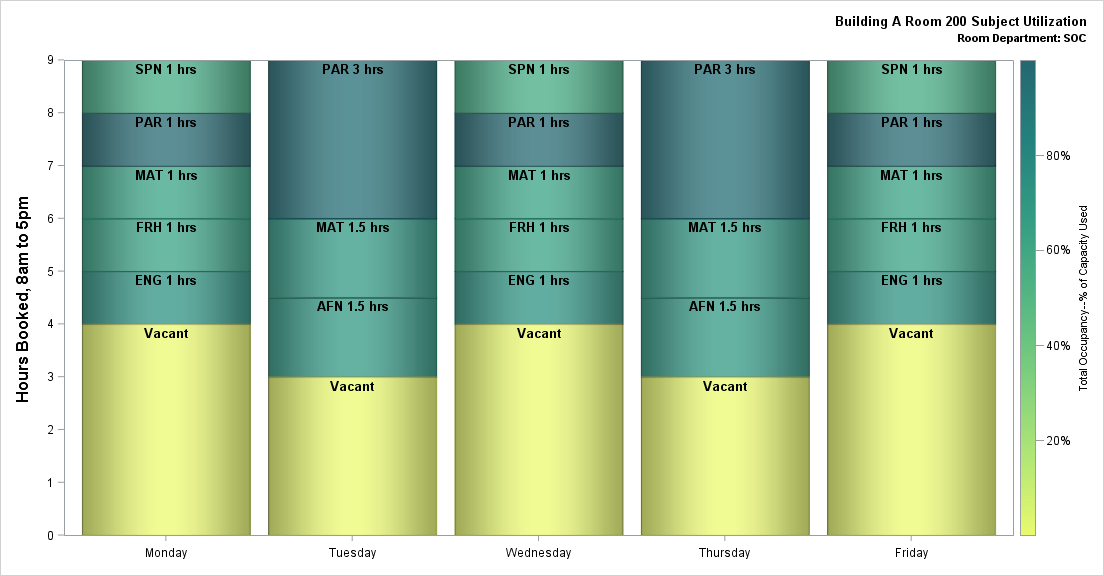 Building A Room 200 Subject Utilization
Room Department: SOC
Hours Booked, 8am to 5pm
9
8
7
6
5
4
3
2
1
0
SPN 1 hrs
PAR 1 hrs
MAT 1 hrs
FRH 1 hrs
ENG 1 hrs
Vacant
PAR 3 hrs
MAT 1.5 hrs
AFN 1.5 hrs
Vacant
SPN 1 hrs
PAR 1 hrs
MAT 1 hrs
FRH 1 hrs
ENG 1 hrs
Vacant
PAR 3 hrs
MAT 1.5 hrs
AFN 1.5 hrs
Vacant
SPN 1 hrs
PAR 1 hrs
MAT 1 hrs
FRH 1 hrs
ENG 1 hrs
Vacant
Monday
Tuesday
Wednesday
Thursday
Friday
80%
60%
40%
20%
Total Occupancy--% of Capacity Used